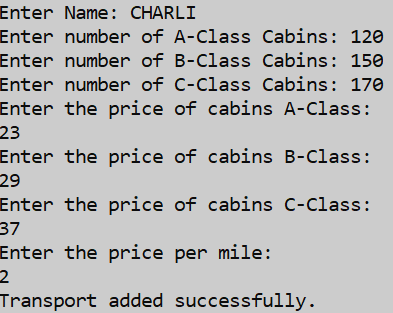 Enter Name: CHARLI
Enter number of A-Class Cabins: 120
Enter number of B-Class Cabins: 150
Enter number of C-Class Cabins: 170
Enter the price of cabins A-Class:
23
Enter the price of cabins B-Class:
29
Enter the price of cabins C-Class:
37
Enter the price per mile:
2
Transport added successfully.